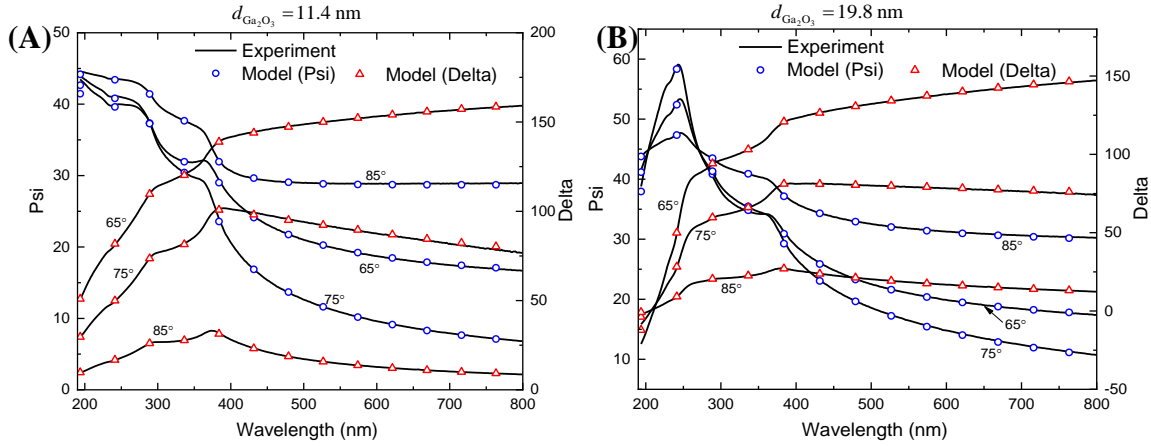 d_Ga₂O₃ = 11.4 nm
(A)
Experiment
Model (Psi)
Model (Delta)
Psi
50
40
30
20
10
0
Delta
200
150
100
50
0
65°
75°
85°
85°
65°
75°
200 300 400 500 600 700 800
Wavelength (nm)
d_Ga₂O₃ = 19.8 nm
(B)
Experiment
Model (Psi)
Model (Delta)
Psi
60
50
40
30
20
10
Delta
150
100
50
0
-50
65°
75°
85°
85°
65°
75°
200 300 400 500 600 700 800
Wavelength (nm)